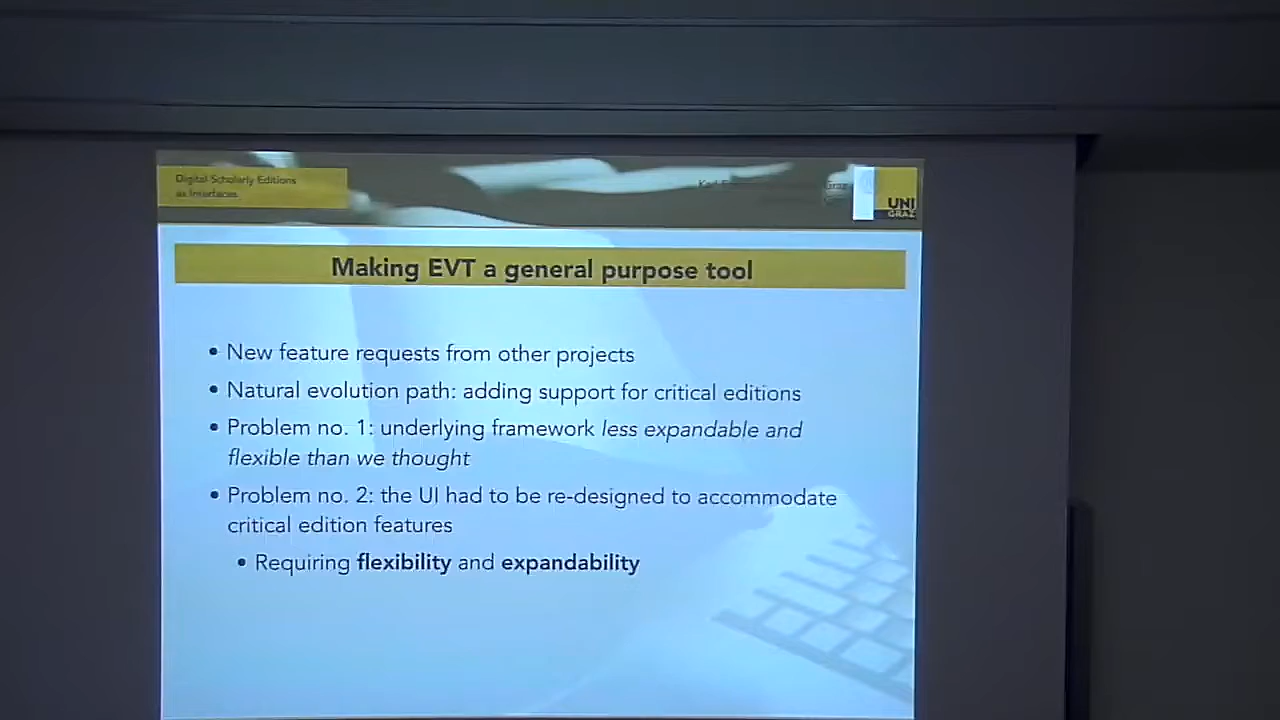 Digital Scholarly Editions
as Interfaces
UNI
GRAZ
Making EVT a general purpose tool
• New feature requests from other projects
• Natural evolution path: adding support for critical editions
• Problem no. 1: underlying framework less expandable and
flexible than we thought
• Problem no. 2: the UI had to be re-designed to accommodate
critical edition features
• Requiring flexibility and expandability